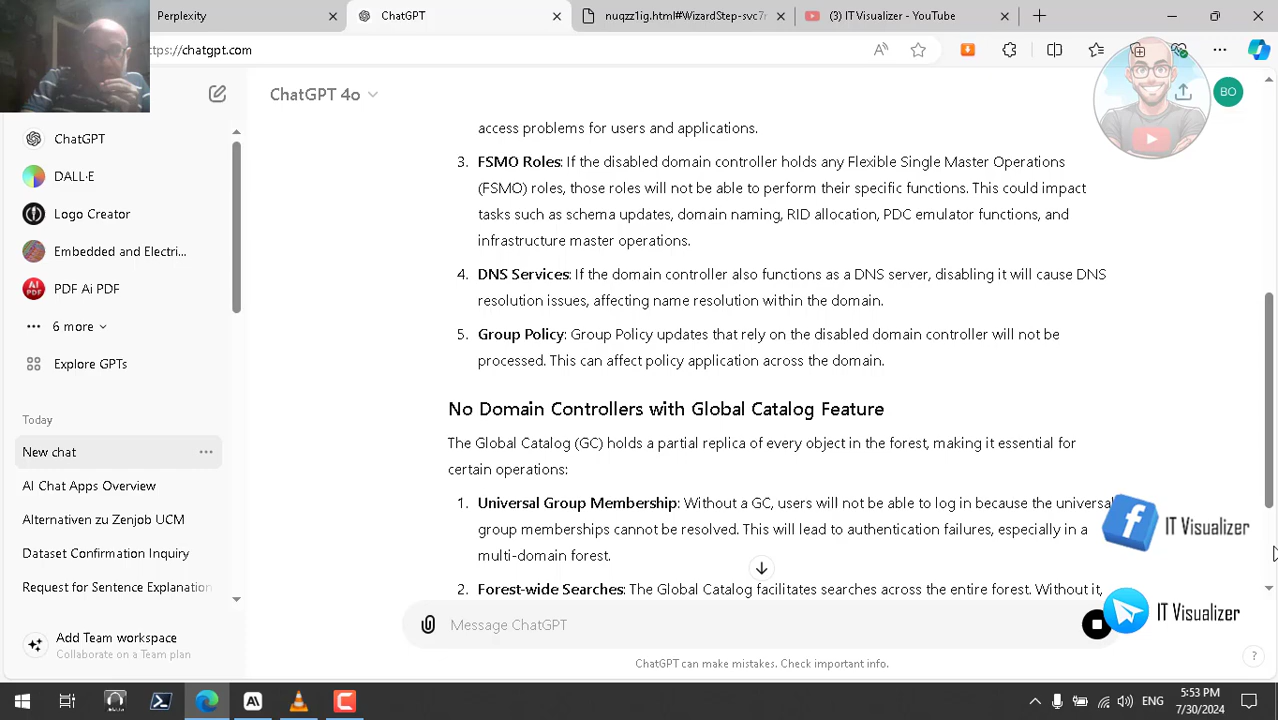 Perplexity
ChatGPT
nuqzz1ig.html#WizardStep-svc7
(3) IT Visualizer - YouTube
https://chatgpt.com
ChatGPT 4o
BO
ChatGPT
DALL·E
Logo Creator
Embedded and Electri...
PDF Ai PDF
6 more
Explore GPTs
Today
New chat
AI Chat Apps Overview
Alternativen zu Zenjob UCM
Dataset Confirmation Inquiry
Request for Sentence Explanation
Add Team workspace
Collaborate on a Team plan
access problems for users and applications.
3. FSMO Roles: If the disabled domain controller holds any Flexible Single Master Operations
(FSMO) roles, those roles will not be able to perform their specific functions. This could impact
tasks such as schema updates, domain naming, RID allocation, PDC emulator functions, and
infrastructure master operations.
4. DNS Services: If the domain controller also functions as a DNS server, disabling it will cause DNS
resolution issues, affecting name resolution within the domain.
5. Group Policy: Group Policy updates that rely on the disabled domain controller will not be
processed. This can affect policy application across the domain.
No Domain Controllers with Global Catalog Feature
The Global Catalog (GC) holds a partial replica of every object in the forest, making it essential for
certain operations:
1. Universal Group Membership: Without a GC, users will not be able to log in because the universal
group memberships cannot be resolved. This will lead to authentication failures, especially in a
multi-domain forest.
2. Forest-wide Searches: The Global Catalog facilitates searches across the entire forest. Without it,
IT Visualizer
IT Visualizer
Message ChatGPT
ChatGPT can make mistakes. Check important info.
?
ENG
5:53 PM
7/30/2024